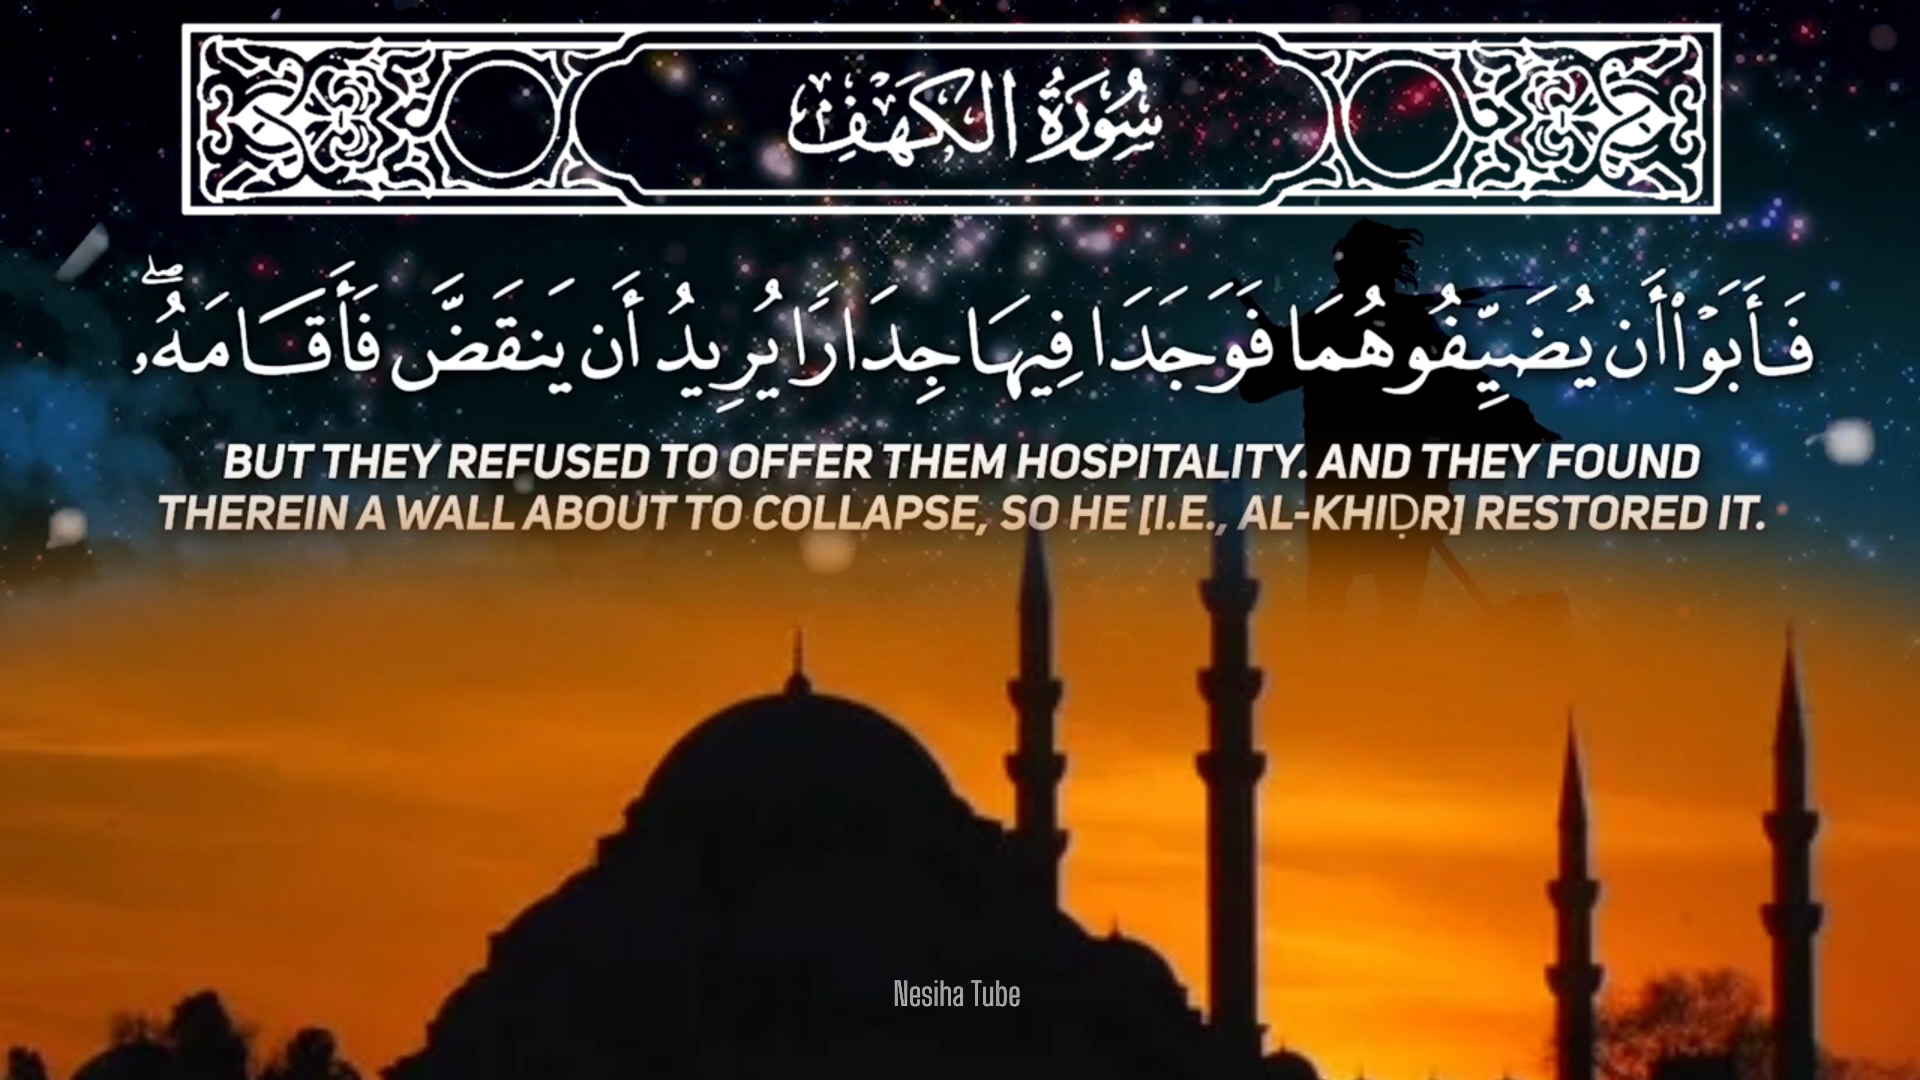 سُورَةُ الكَهْفِ
فَأَبَوْا۟ أَن يُضَيِّفُوهُمَا فَوَجَدَا فِيهَا جِدَارًا يُرِيدُ أَن يَنقَضَّ فَأَقَامَهُۥ ۖ
BUT THEY REFUSED TO OFFER THEM HOSPITALITY. AND THEY FOUND
THEREIN A WALL ABOUT TO COLLAPSE, SO HE [I.E., AL-KHIḌR] RESTORED IT.
Nesiha Tube